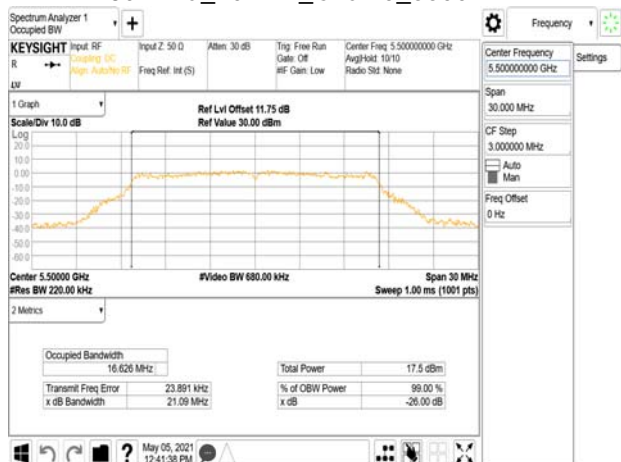 Spectrum Analyzer 1
Occupied BW
Frequency
KEYSIGHT
Input: RF
Coupling: DC
Align: Auto/No RF
Input Z: 50 Ω
Freq Ref: Int (S)
Atten: 30 dB
Trig: Free Run
Gate: Off
#IF Gain: Low
Center Freq: 5.500000000 GHz
Avg|Hold: 10/10
Radio Std: None
R
LV
Center Frequency
5.500000000 GHz
Settings
Span
30.000 MHz
CF Step
3.000000 MHz
Auto
Man
Freq Offset
0 Hz
1 Graph
Scale/Div 10.0 dB
Ref Lvl Offset 11.75 dB
Ref Value 30.00 dBm
Log
20.0
10.0
0.00
-10.0
-20.0
-30.0
-40.0
-50.0
-60.0
Center 5.50000 GHz
#Res BW 220.00 kHz
#Video BW 680.00 kHz
Span 30 MHz
Sweep 1.00 ms (1001 pts)
2 Metrics
Occupied Bandwidth
16.626 MHz
Total Power 17.5 dBm
Transmit Freq Error 23.891 kHz
% of OBW Power 99.00 %
x dB Bandwidth 21.09 MHz
x dB -26.00 dB
?
May 05, 2021
12:41:38 PM